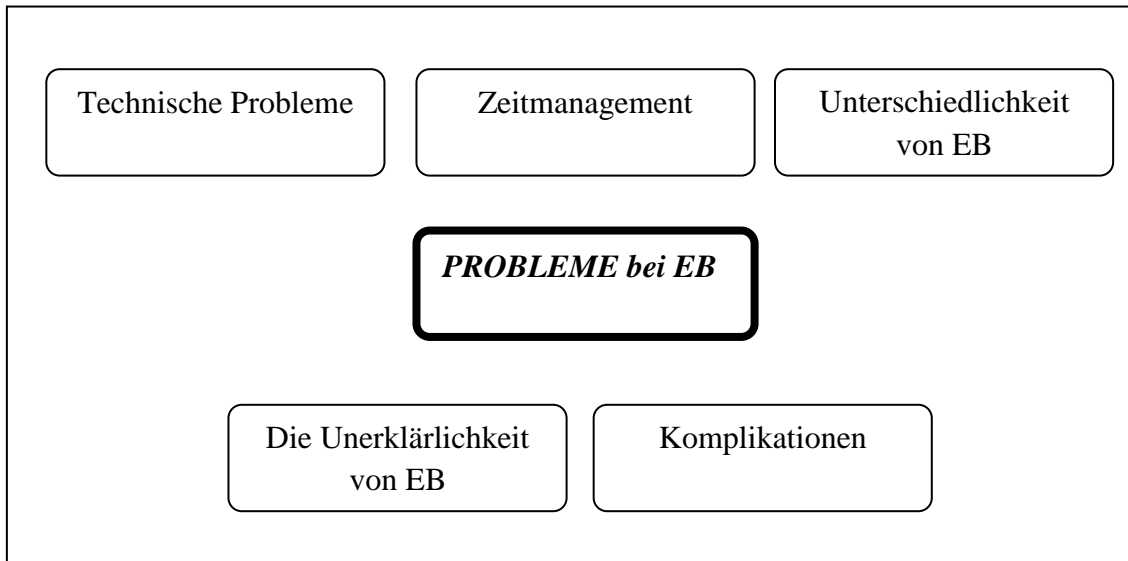 Technische Probleme
Zeitmanagement
Unterschiedlichkeit
von EB
PROBLEME bei EB
Die Unerklärlichkeit
von EB
Komplikationen